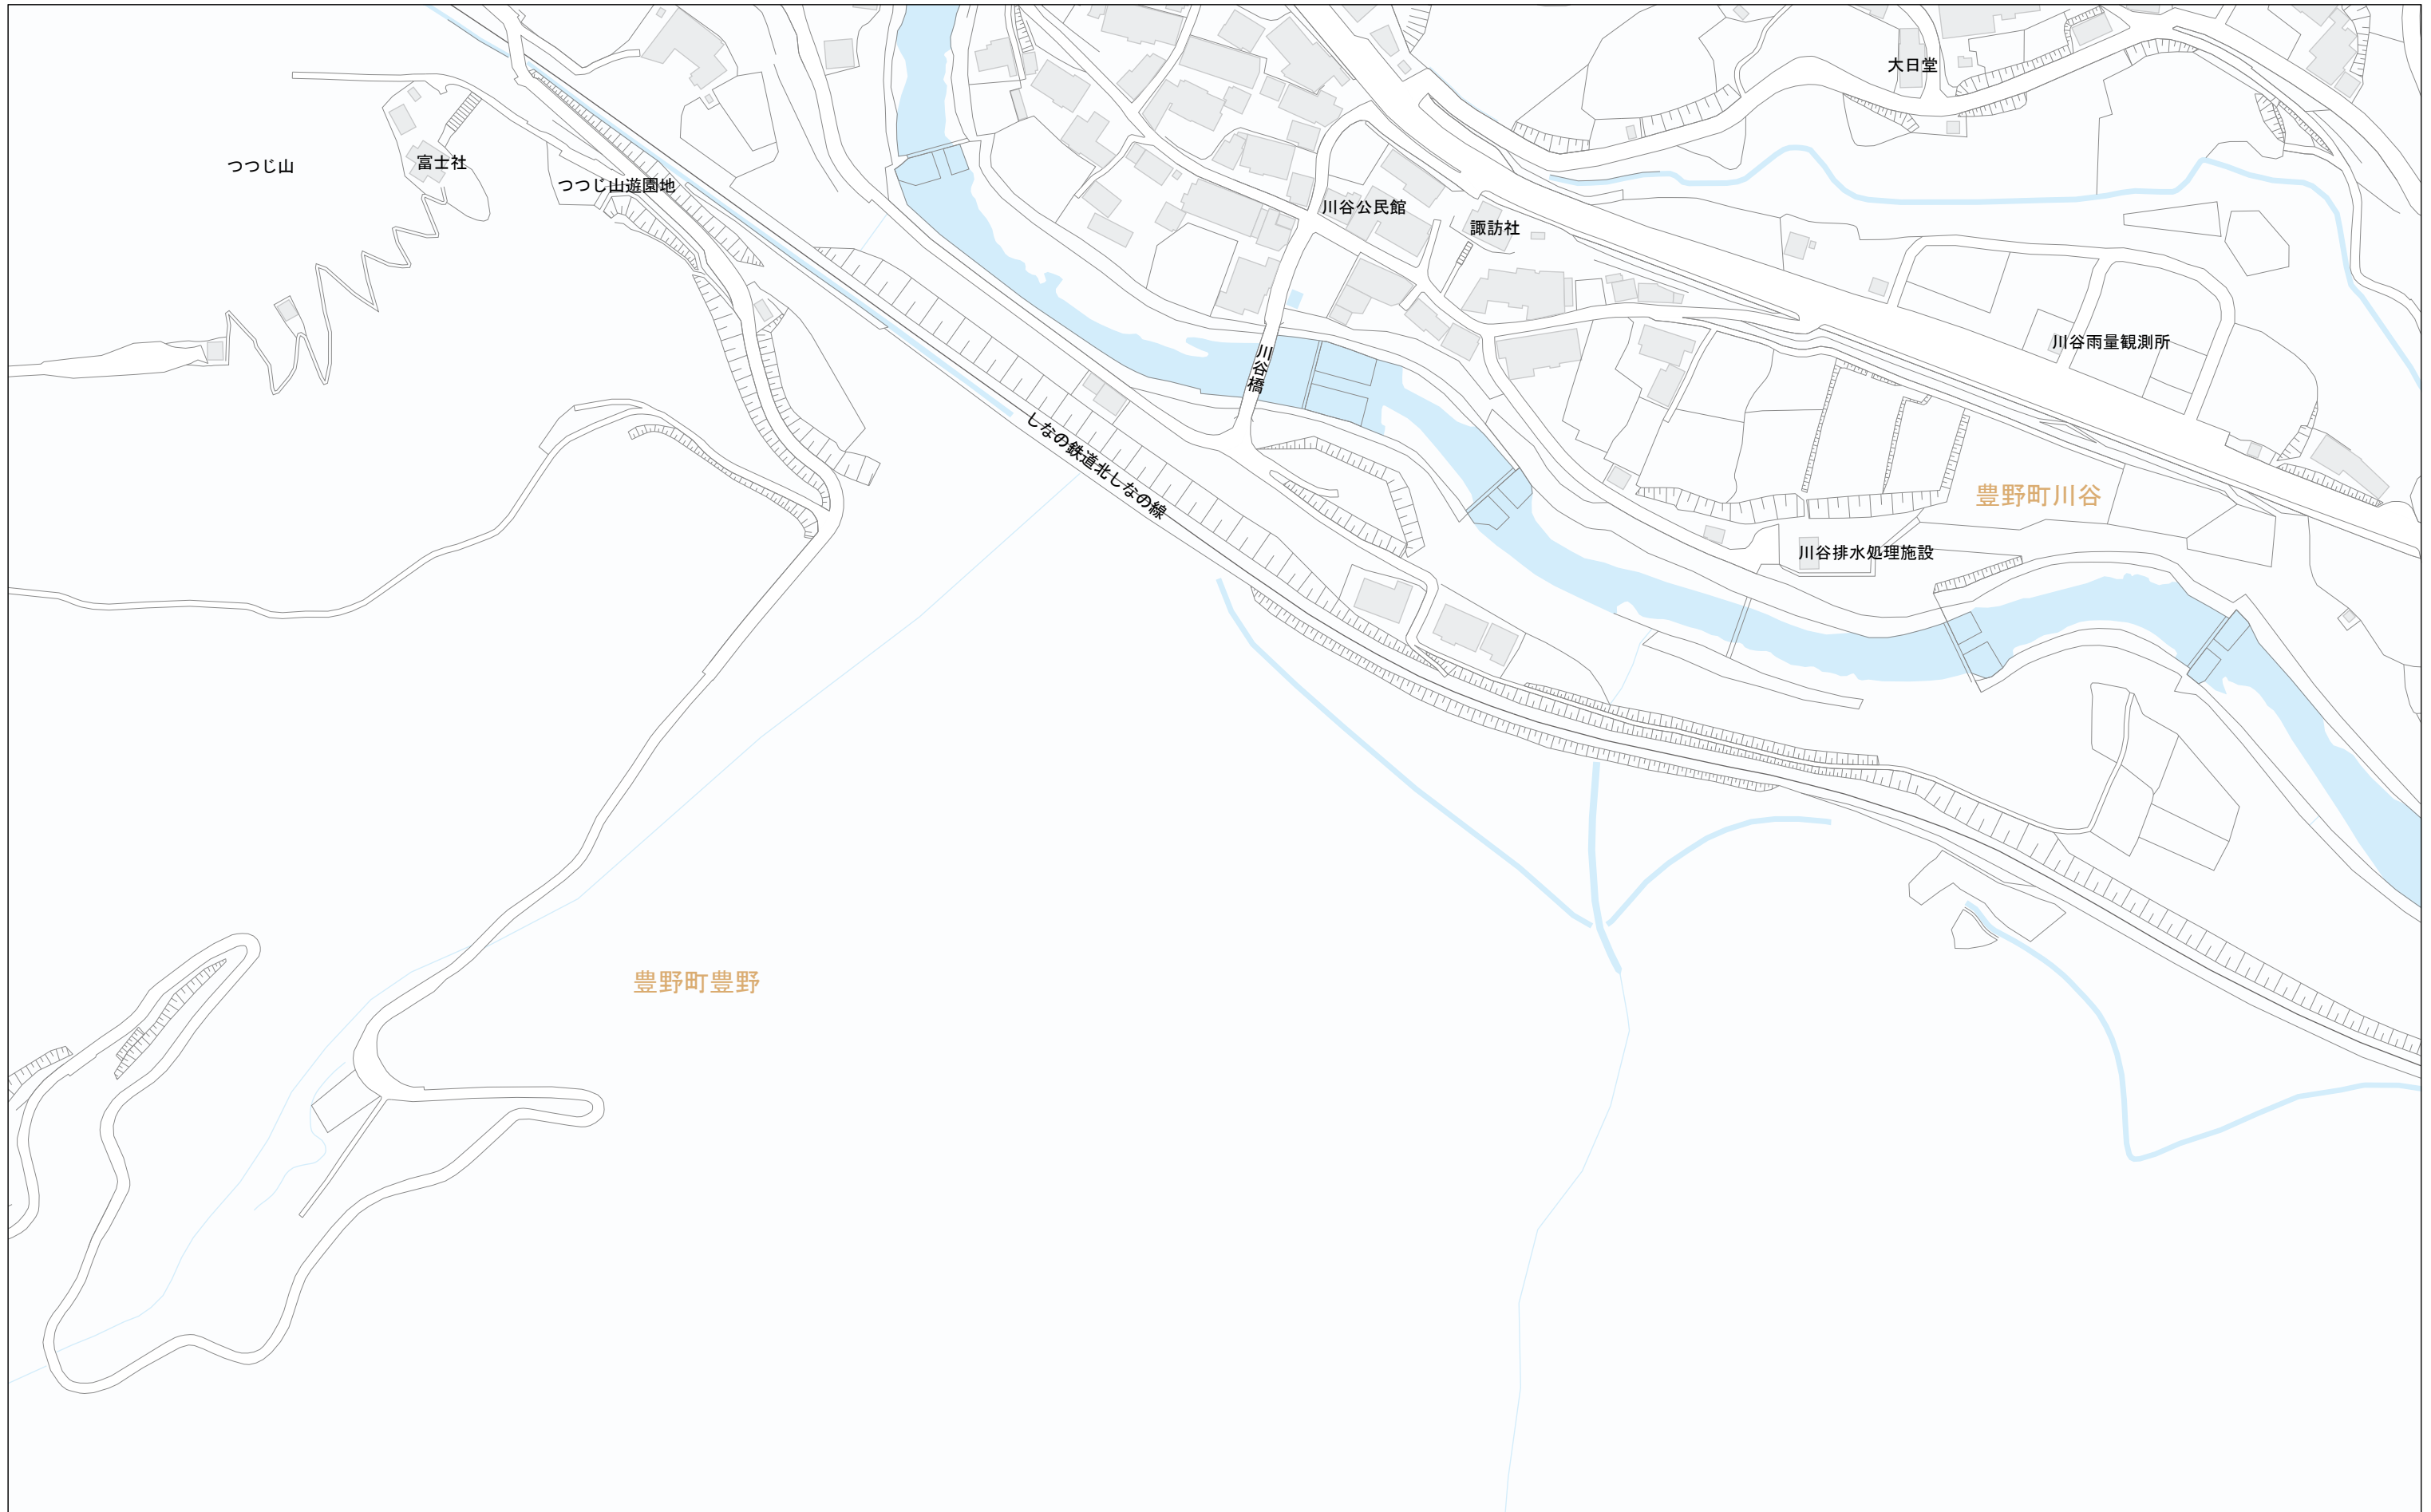 大日堂
つつじ山
富士社
つつじ山遊園地
川谷公民館
諏訪社
川谷雨量観測所
川谷橋
しなの鉄道北しなの線
豊野町川谷
川谷排水処理施設
豊野町豊野